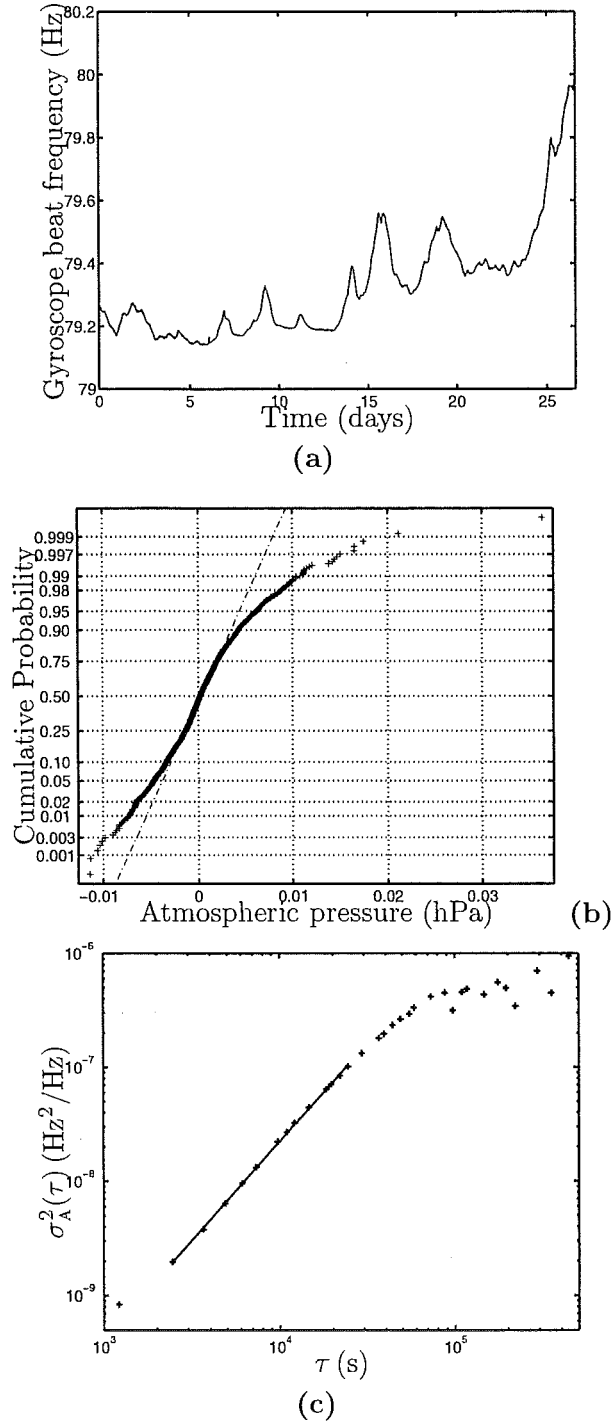 Gyroscope beat frequency (Hz)
80.2
80
79.8
79.6
79.4
79.2
79
0 5 10 15 20 25
Time (days)
(a)
Cumulative Probability
0.999
0.997
0.99
0.98
0.95
0.90
0.75
0.50
0.25
0.10
0.05
0.02
0.01
0.003
0.001
−0.01 0 0.01 0.02 0.03
Atmospheric pressure (hPa)
(b)
σ_A^2(τ) (Hz^2/Hz)
10^-6
10^-7
10^-8
10^-9
10^3 10^4 10^5
τ (s)
(c)